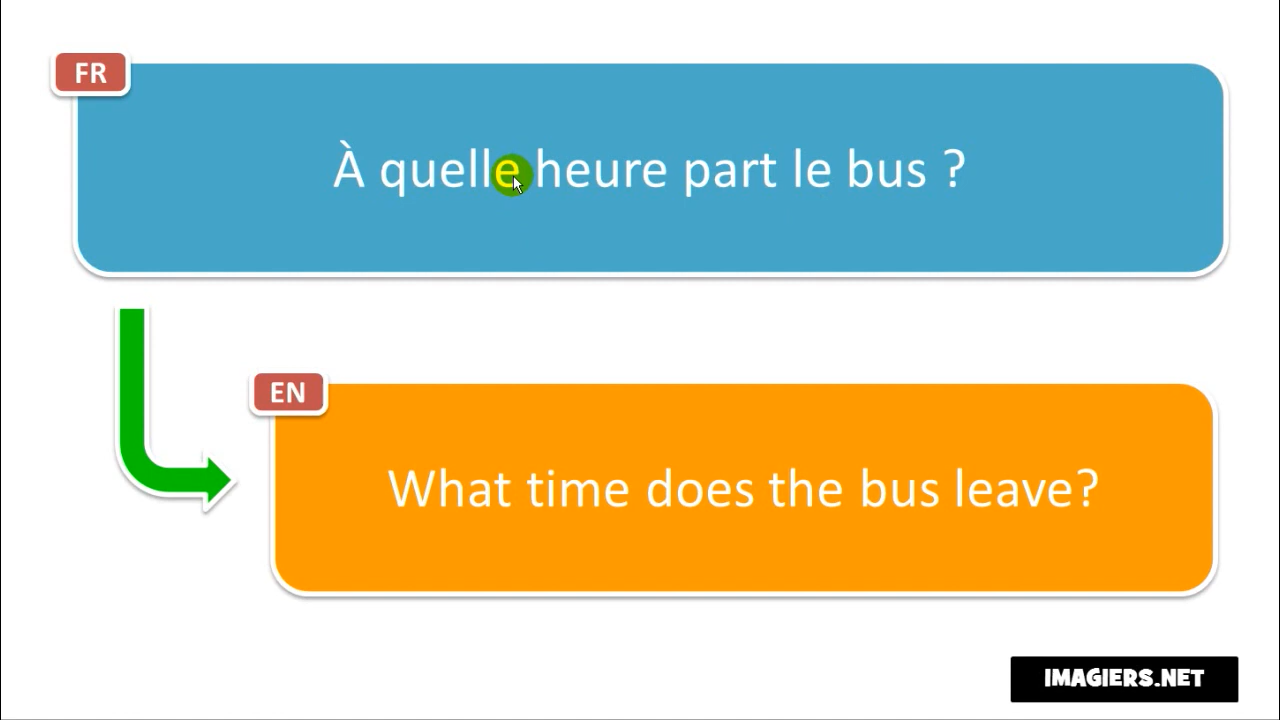 FR
À quelle heure part le bus ?
EN
What time does the bus leave?
IMAGIERS.NET